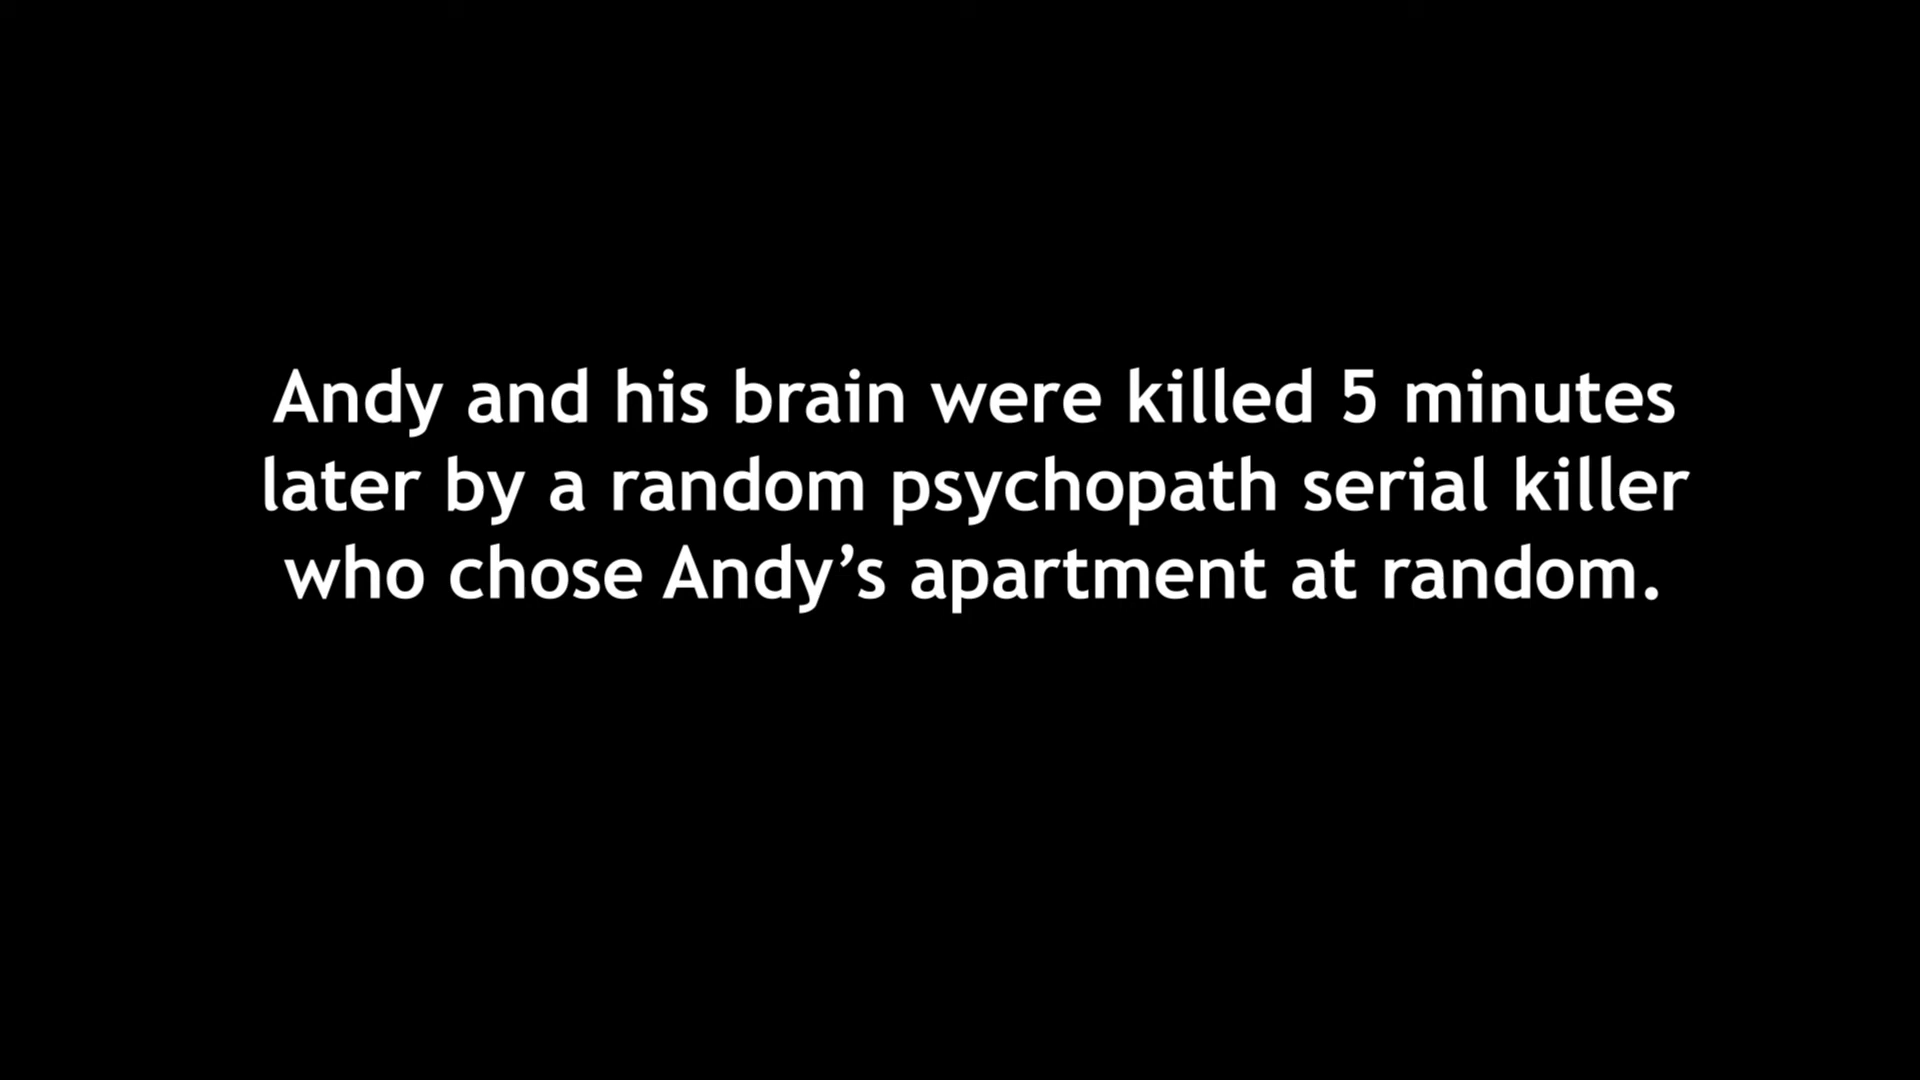 Andy and his brain were killed 5 minutes
later by a random psychopath serial killer
who chose Andy’s apartment at random.